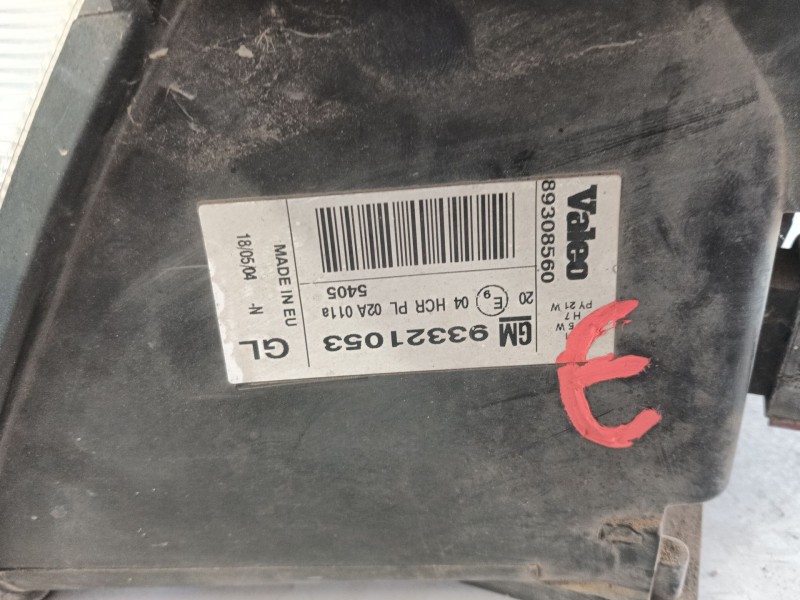 Valeo
89308560
H7
PY 21 W
5 W
20 E9 04 HCR PL 02A 011a
5405
GM 93321053
MADE IN EU
18/05/04 -N
GL